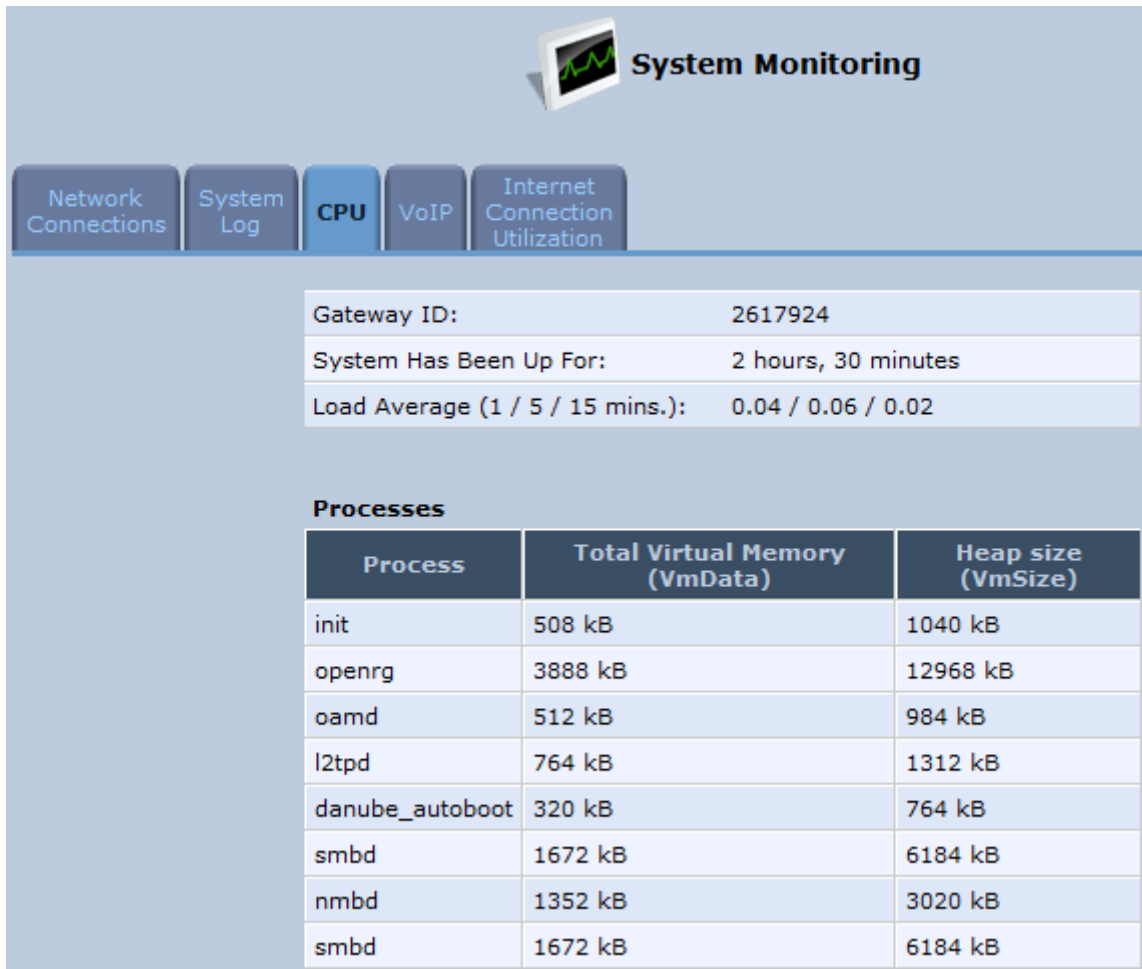 System Monitoring
Network Connections
System Log
CPU
VoIP
Internet Connection Utilization
Gateway ID: 2617924
System Has Been Up For: 2 hours, 30 minutes
Load Average (1 / 5 / 15 mins.): 0.04 / 0.06 / 0.02
Processes
Process Total Virtual Memory (VmData) Heap size (VmSize)
init 508 kB 1040 kB
openrg 3888 kB 12968 kB
oamd 512 kB 984 kB
l2tpd 764 kB 1312 kB
danube_autoboot 320 kB 764 kB
smbd 1672 kB 6184 kB
nmbd 1352 kB 3020 kB
smbd 1672 kB 6184 kB